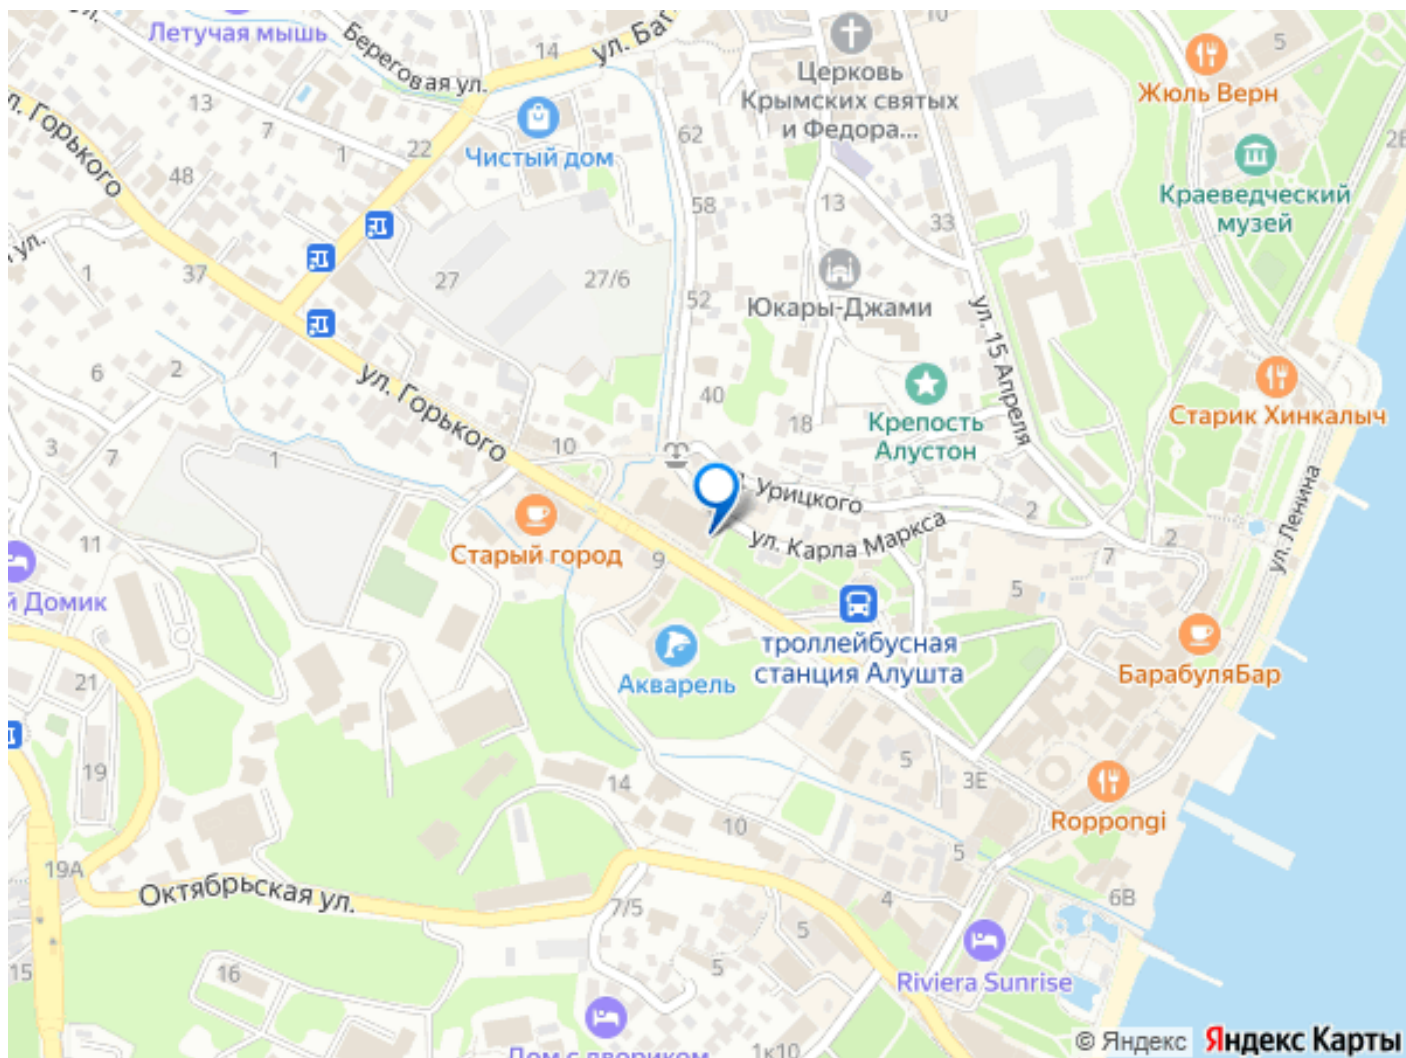 Летучая мышь
Береговая ул.
14
ул. Баг
10
Церковь
Крымских святых
и Федора...
5
Жюль Верн
2В
л. Горького
13
7
1
22
48
Чистый дом
62
58
13
33
Краеведческий
музей
ул.
1
37
27
27/6
52
Юкары-Джами
ул. 15 Апреля
6
2
ул. Горького
40
18
Крепость
Алустон
Старик Хинкалыч
3
7
1
10
Урицкого
2
ул. Карла Маркса
2
7
ул. Ленина
11
Старый город
9
5
й Домик
троллейбусная
станция Алушта
Акварель
БарабуляБар
21
19
14
5
3Е
Roppongi
10
5
19А
Октябрьская ул.
7/5
4
6В
5
15
16
5
Riviera Sunrise
Дом с двориком
1к10
© Яндекс Яндекс Карты